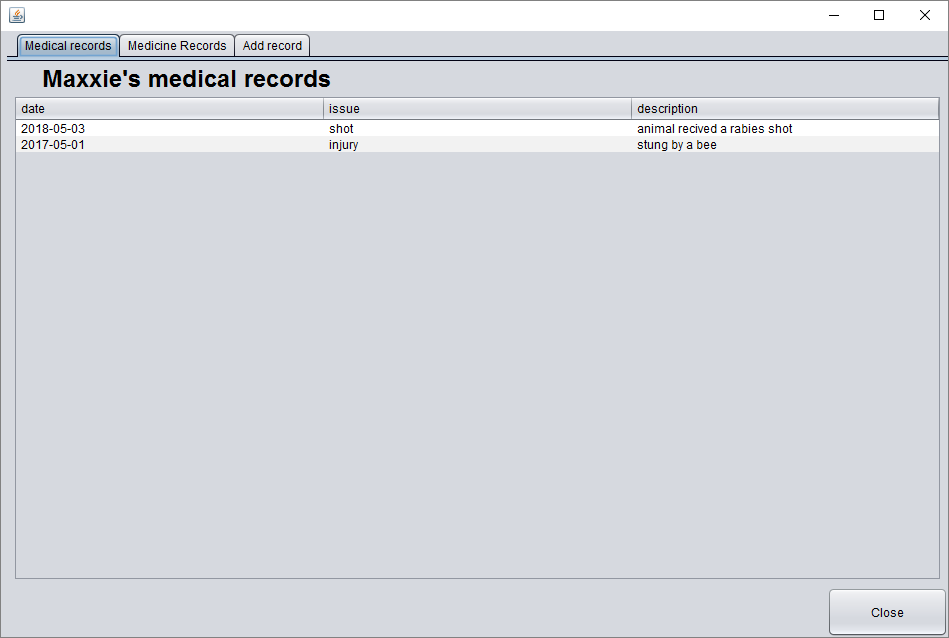 Medical records Medicine Records Add record
Maxxie's medical records
date issue description
2018-05-03 shot animal recived a rabies shot
2017-05-01 injury stung by a bee
Close